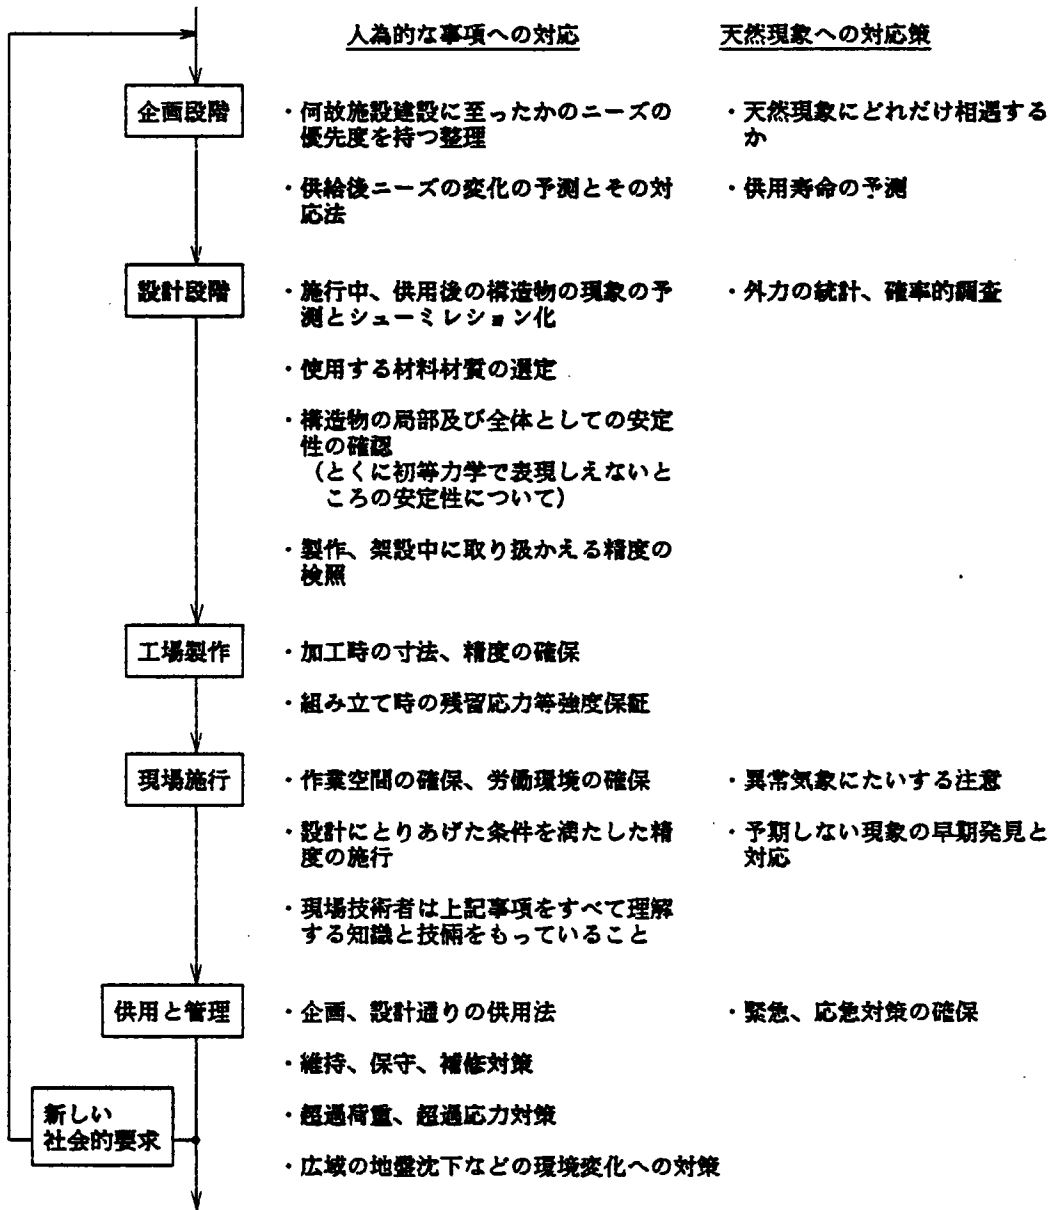 人為的な事項への対応
天然現象への対応策
企画段階
・何故施設建設に至ったかのニーズの
優先度を持つ整理
・天然現象にどれだけ相遇する
か
・供給後ニーズの変化の予測とその対
応法
・供用寿命の予測
設計段階
・施行中、供用後の構造物の現象の予
測とシューミレション化
・外力の統計、確率的調査
・使用する材料材質の選定
・構造物の局部及び全体としての安定
性の確認
（とくに初等力学で表現しえないと
ころの安定性について）
・製作、架設中に取り扱かえる精度の
検照
工場製作
・加工時の寸法、精度の確保
・組み立て時の残留応力等強度保証
現場施行
・作業空間の確保、労働環境の確保
・異常気象にたいする注意
・設計にとりあげた条件を満たした精
度の施行
・予期しない現象の早期発見と
対応
・現場技術者は上記事項をすべて理解
する知識と技倆をもっていること
供用と管理
・企画、設計通りの供用法
・緊急、応急対策の確保
・維持、保守、補修対策
・超過荷重、超過応力対策
新しい
社会的要求
・広域の地盤沈下などの環境変化への対策